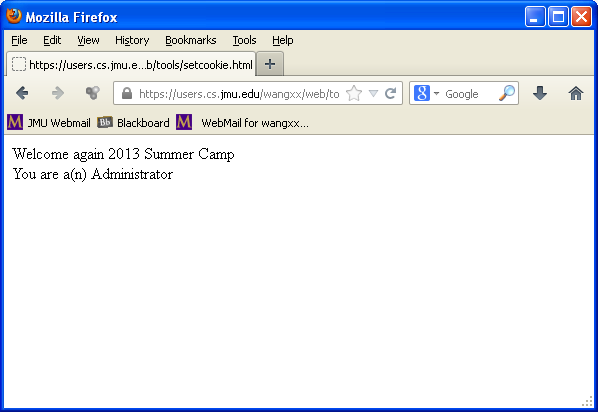 Mozilla Firefox
File Edit View History Bookmarks Tools Help
https://users.cs.jmu.e...b/tools/setcookie.html
https://users.cs.jmu.edu/wangxx/web/to
8 Google
JMU Webmail Bb Blackboard M WebMail for wangxx...
Welcome again 2013 Summer Camp
You are a(n) Administrator